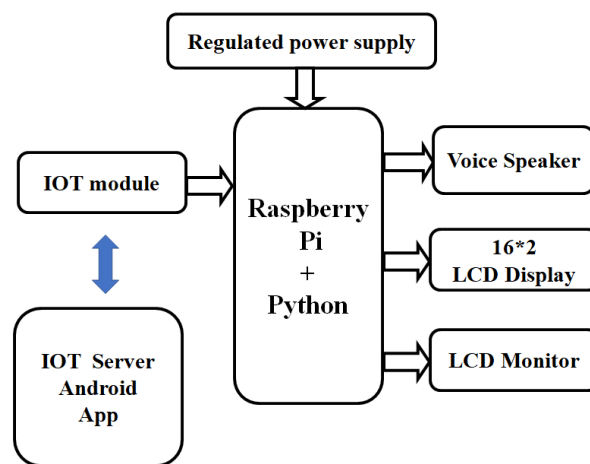 Regulated power supply
IOT module
Raspberry
Pi
+
Python
Voice Speaker
16*2
LCD Display
LCD Monitor
IOT Server
Android
App